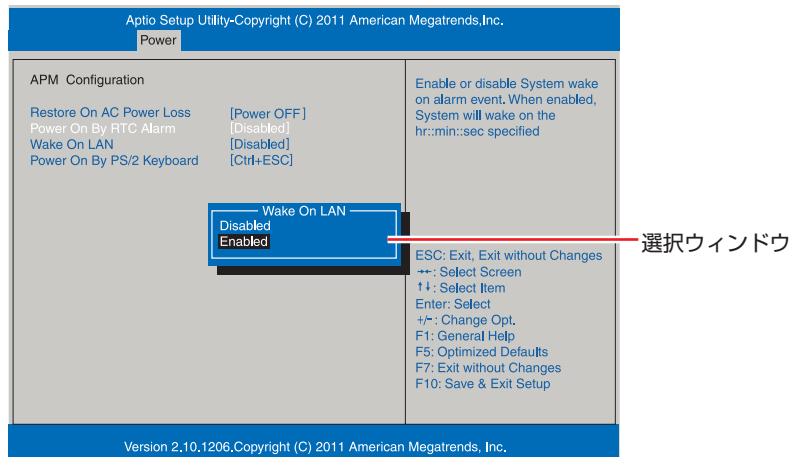 Aptio Setup Utility-Copyright (C) 2011 American Megatrends,Inc.
Power
APM Configuration
Restore On AC Power Loss [Power OFF]
Power On By RTC Alarm [Disabled]
Wake On LAN [Disabled]
Power On By PS/2 Keyboard [Ctrl+ESC]
Enable or disable System wake
on alarm event. When enabled,
System will wake on the
hr::min::sec specified
Wake On LAN
Disabled
Enabled
選択ウィンドウ
ESC: Exit, Exit without Changes
→←: Select Screen
↑↓: Select Item
Enter: Select
+/-: Change Opt.
F1: General Help
F5: Optimized Defaults
F7: Exit without Changes
F10: Save & Exit Setup
Version 2.10.1206.Copyright (C) 2011 American Megatrends, Inc.